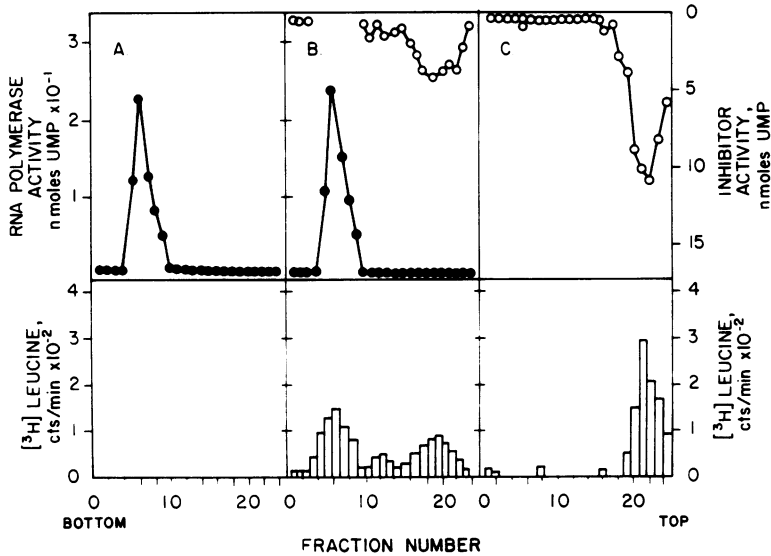 RNA POLYMERASE
ACTIVITY
n moles UMP x10⁻¹
3
2
1
A
B
C
0
5
10
15
INHIBITOR
ACTIVITY,
nmoles UMP
[³H] LEUCINE,
cts/min x10⁻²
4
3
2
1
0
4
3
2
1
0
[³H] LEUCINE,
cts/min x10⁻²
0 10 20 0 10 20 0 10 20
BOTTOM TOP
FRACTION NUMBER